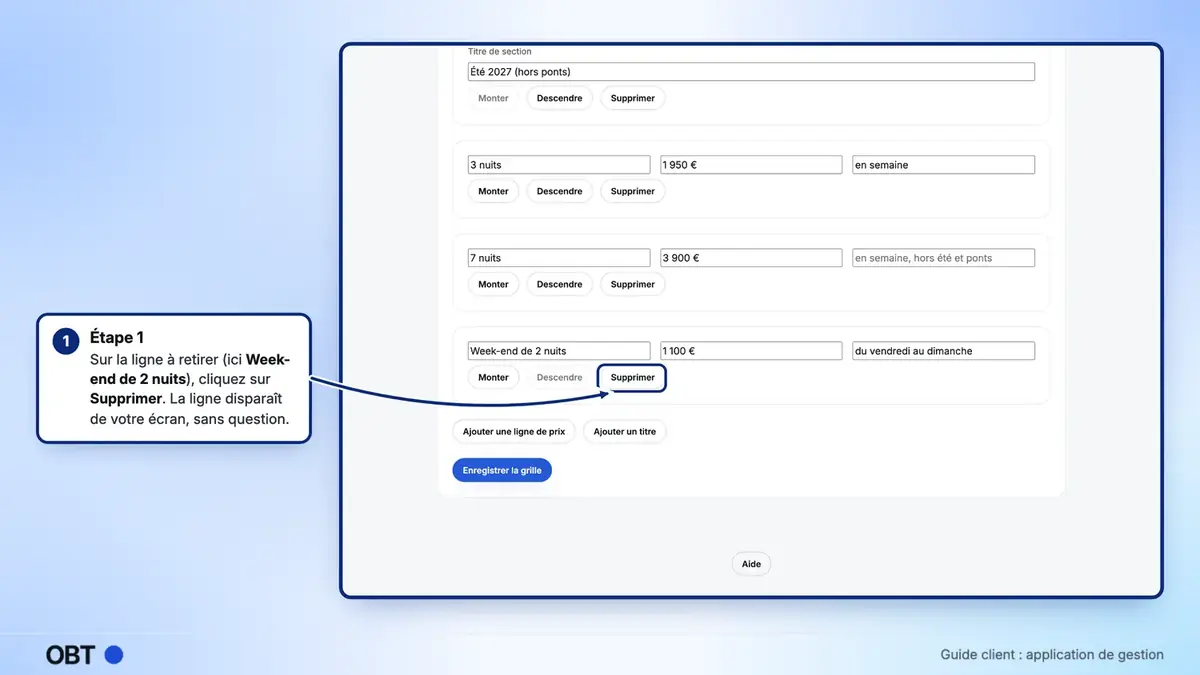 Titre de section
Été 2027 (hors ponts)
Monter Descendre Supprimer
3 nuits 1 950 € en semaine
Monter Descendre Supprimer
7 nuits 3 900 € en semaine, hors été et ponts
Monter Descendre Supprimer
1 Étape 1
Sur la ligne à retirer (ici Week-
end de 2 nuits), cliquez sur
Supprimer. La ligne disparaît
de votre écran, sans question.
Week-end de 2 nuits 1 100 € du vendredi au dimanche
Monter Descendre Supprimer
Ajouter une ligne de prix Ajouter un titre
Enregistrer la grille
Aide
OBT
Guide client : application de gestion